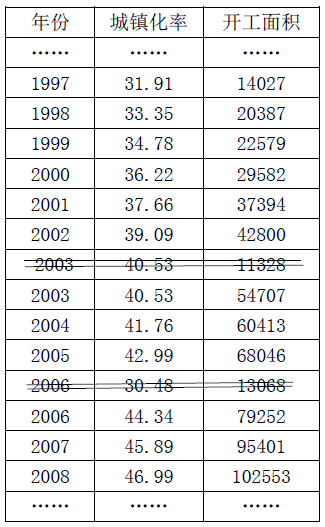 年份 城镇化率 开工面积
…… …… ……
1997 31.91 14027
1998 33.35 20387
1999 34.78 22579
2000 36.22 29582
2001 37.66 37394
2002 39.09 42800
2003 40.53 11328
2003 40.53 54707
2004 41.76 60413
2005 42.99 68046
2006 30.48 13068
2006 44.34 79252
2007 45.89 95401
2008 46.99 102553
…… …… ……